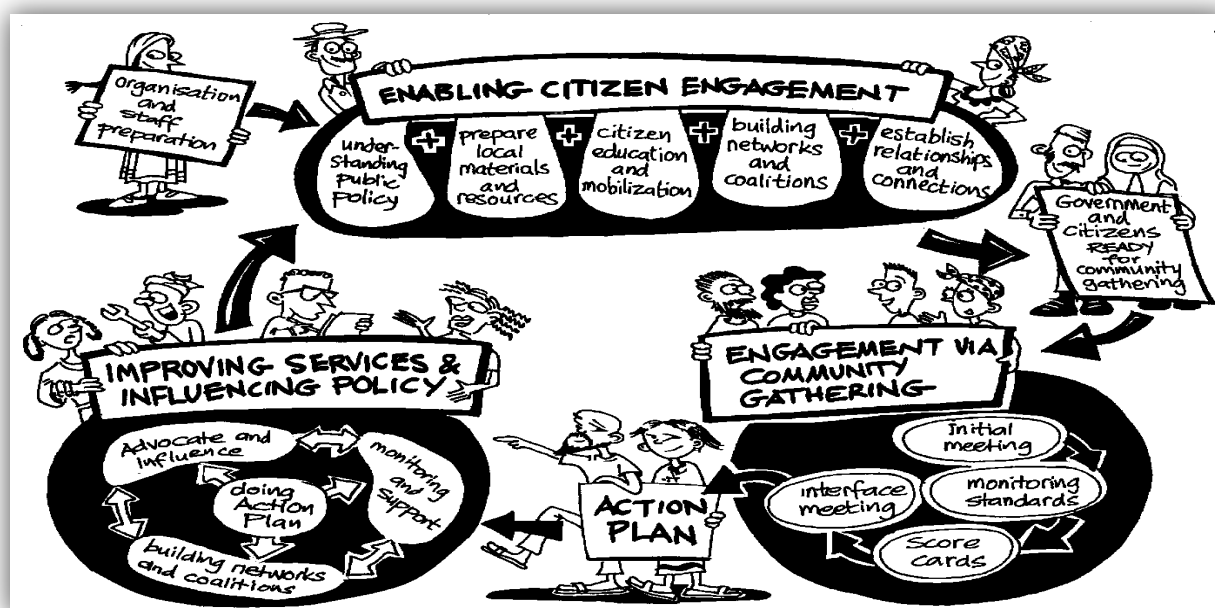 organisation
and
staff
preparation
ENABLING CITIZEN ENGAGEMENT
under-
standing
public
policy
+
prepare
local
materials
and
resources
+
citizen
education
and
mobilization
+
building
networks
and
coalitions
+
establish
relationships
and
connections
Government
and
citizens
READY
for
community
gathering
ENGAGEMENT VIA
COMMUNITY
GATHERING
Initial
meeting
monitoring
standards
Score
cards
interface
meeting
ACTION
PLAN
IMPROVING SERVICES &
INFLUENCING POLICY
Advocate and
influence
monitoring
and
support
doing
Action
Plan
building networks
and coalitions